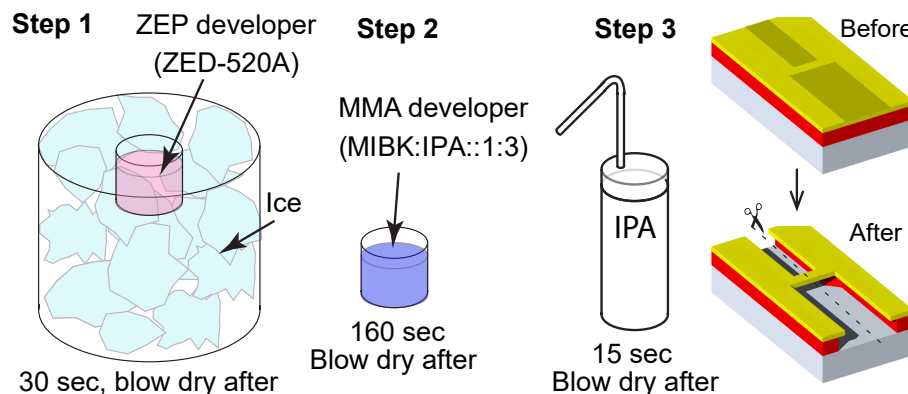 Step 1
ZEP developer
(ZED-520A)
Ice
30 sec, blow dry after
Step 2
MMA developer
(MIBK:IPA::1:3)
160 sec
Blow dry after
Step 3
IPA
15 sec
Blow dry after
Before
After